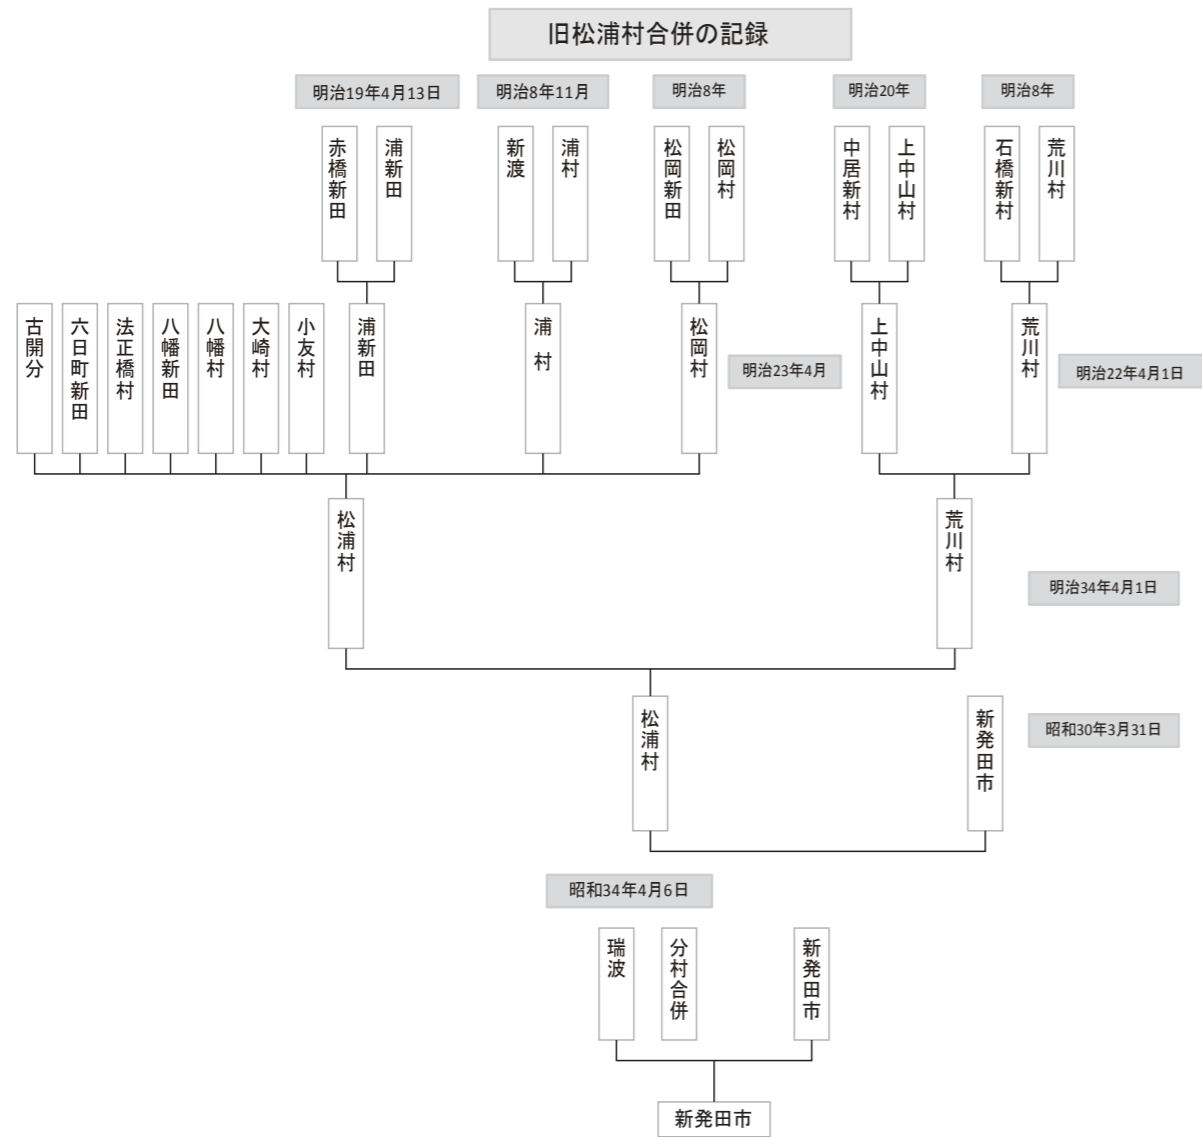 旧松浦村合併の記録
明治19年4月13日
明治8年11月
明治8年
明治20年
明治8年
赤橋新田
浦新田
新渡
浦村
松岡新田
松岡村
中居新村
上中山村
石橋新村
荒川村
古開分
六日町新田
法正橋村
八幡新田
八幡村
大崎村
小友村
浦新田
浦村
松岡村
明治23年4月
上中山村
荒川村
明治22年4月1日
松浦村
荒川村
明治34年4月1日
松浦村
新発田市
昭和30年3月31日
昭和34年4月6日
瑞波
分村合併
新発田市
新発田市